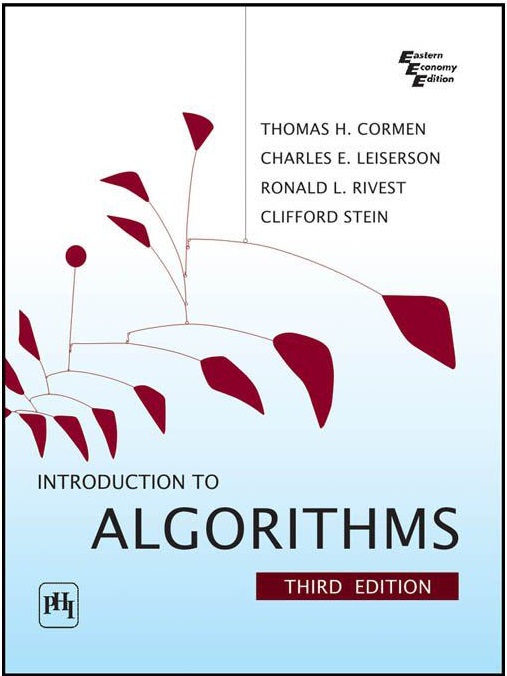 Eastern
Economy
Edition
THOMAS H. CORMEN
CHARLES E. LEISERSON
RONALD L. RIVEST
CLIFFORD STEIN
INTRODUCTION TO
ALGORITHMS
THIRD EDITION
PHI